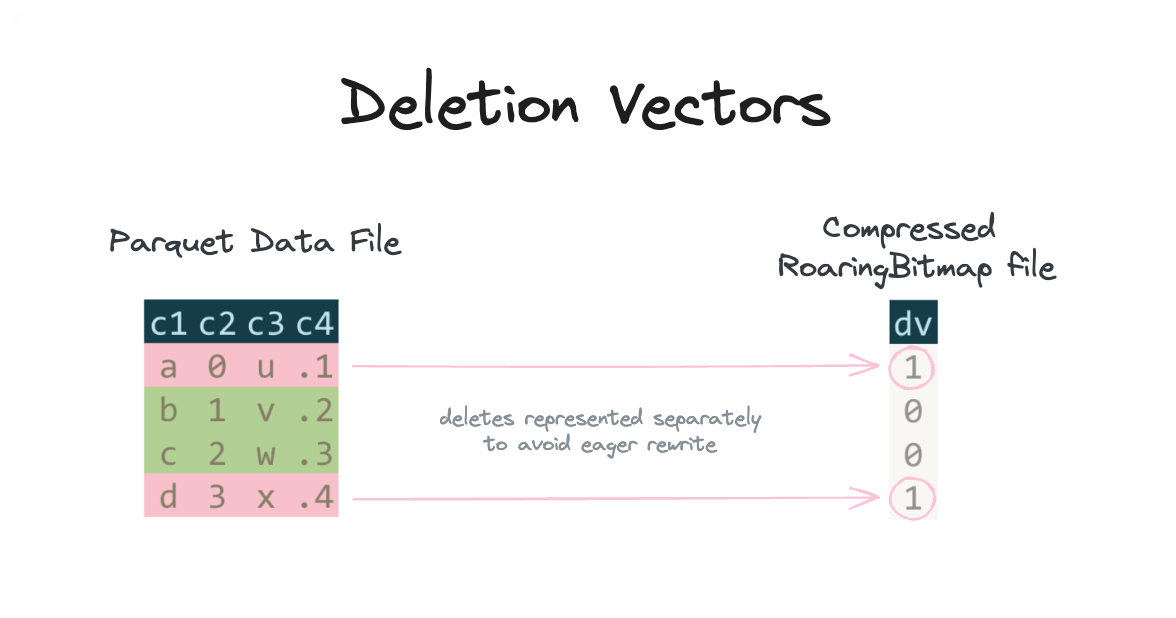 Deletion Vectors
Parquet Data File
Compressed
RoaringBitmap file
c1 c2 c3 c4
a 0 u .1
b 1 v .2
c 2 w .3
d 3 x .4
deletes represented separately
to avoid eager rewrite
dv
1
0
0
1